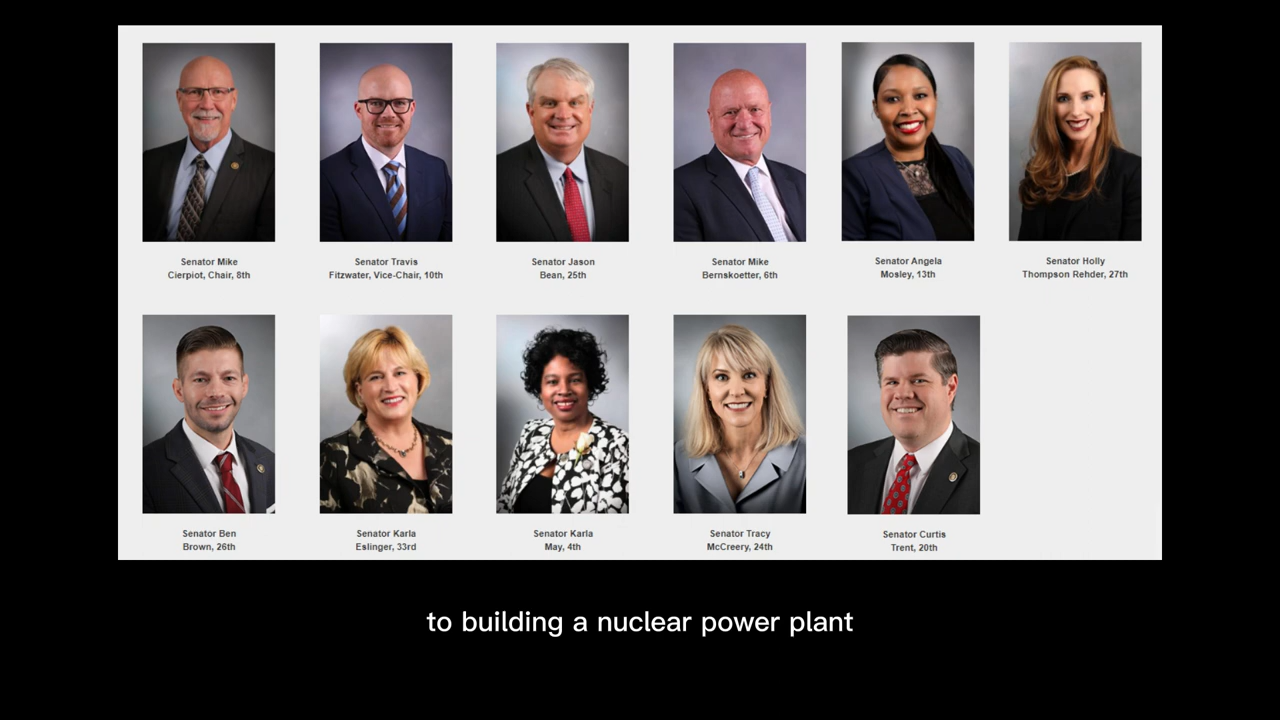 Senator Mike
Cierpiot, Chair, 8th
Senator Travis
Fitzwater, Vice-Chair, 10th
Senator Jason
Bean, 25th
Senator Mike
Bernskoetter, 6th
Senator Angela
Mosley, 13th
Senator Holly
Thompson Rehder, 27th
Senator Ben
Brown, 26th
Senator Karla
Eslinger, 33rd
Senator Karla
May, 4th
Senator Tracy
McCreery, 24th
Senator Curtis
Trent, 20th
to building a nuclear power plant